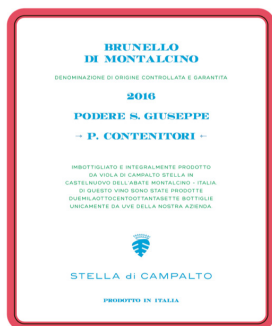 BRUNELLO
DI MONTALCINO
DENOMINAZIONE DI ORIGINE CONTROLLATA E GARANTITA
2016
PODERE S. GIUSEPPE
→ P. CONTENITORI ←
IMBOTTIGLIATO E INTEGRALMENTE PRODOTTO
DA VIOLA DI CAMPALTO STELLA IN
CASTELNUOVO DELL'ABATE MONTALCINO - ITALIA
DI QUESTO VINO SONO STATE PRODOTTE
DUEMILAOTTOCENTOOTTANTASETTE BOTTIGLIE
UNICAMENTE DA UVE DELLA NOSTRA AZIENDA
STELLA di CAMPALTO
PRODOTTO IN ITALIA